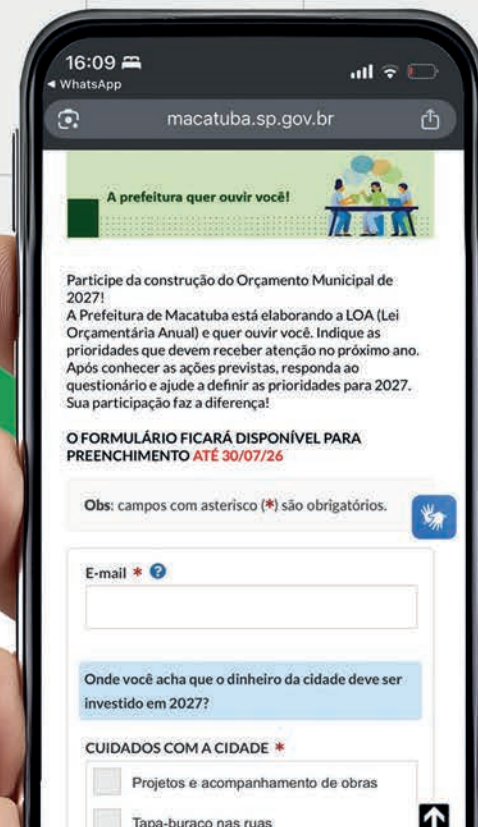 16:09
WhatsApp
macatuba.sp.gov.br
A prefeitura quer ouvir você!
Participe da construção do Orçamento Municipal de
2027!
A Prefeitura de Macatuba está elaborando a LOA (Lei
Orçamentária Anual) e quer ouvir você. Indique as
prioridades que devem receber atenção no próximo ano.
Após conhecer as ações previstas, responda ao
questionário e ajude a definir as prioridades para 2027.
Sua participação faz a diferença!
O FORMULÁRIO FICARÁ DISPONÍVEL PARA
PREENCHIMENTO ATÉ 30/07/26
Obs: campos com asterisco (*) são obrigatórios.
E-mail * ?
Onde você acha que o dinheiro da cidade deve ser
investido em 2027?
CUIDADOS COM A CIDADE *
Projetos e acompanhamento de obras
Tapa-buraco nas ruas